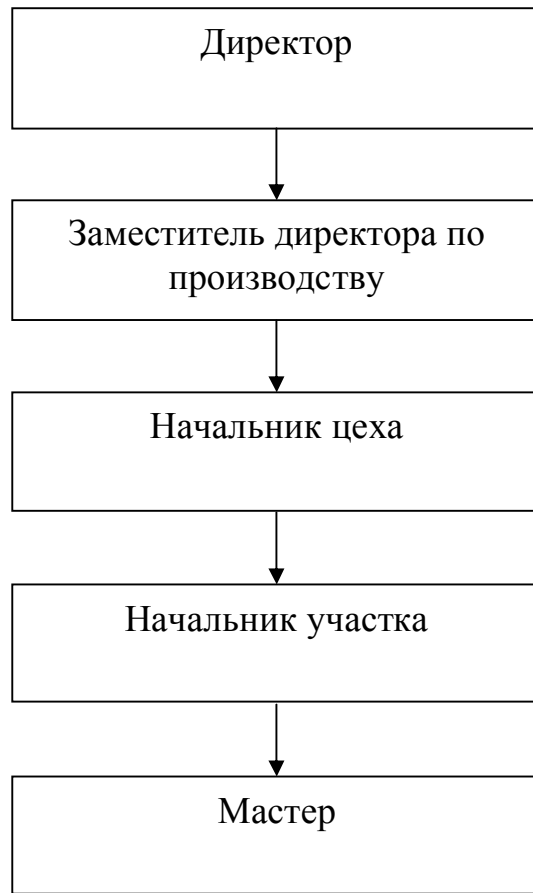 Директор
Заместитель директора по
производству
Начальник цеха
Начальник участка
Мастер